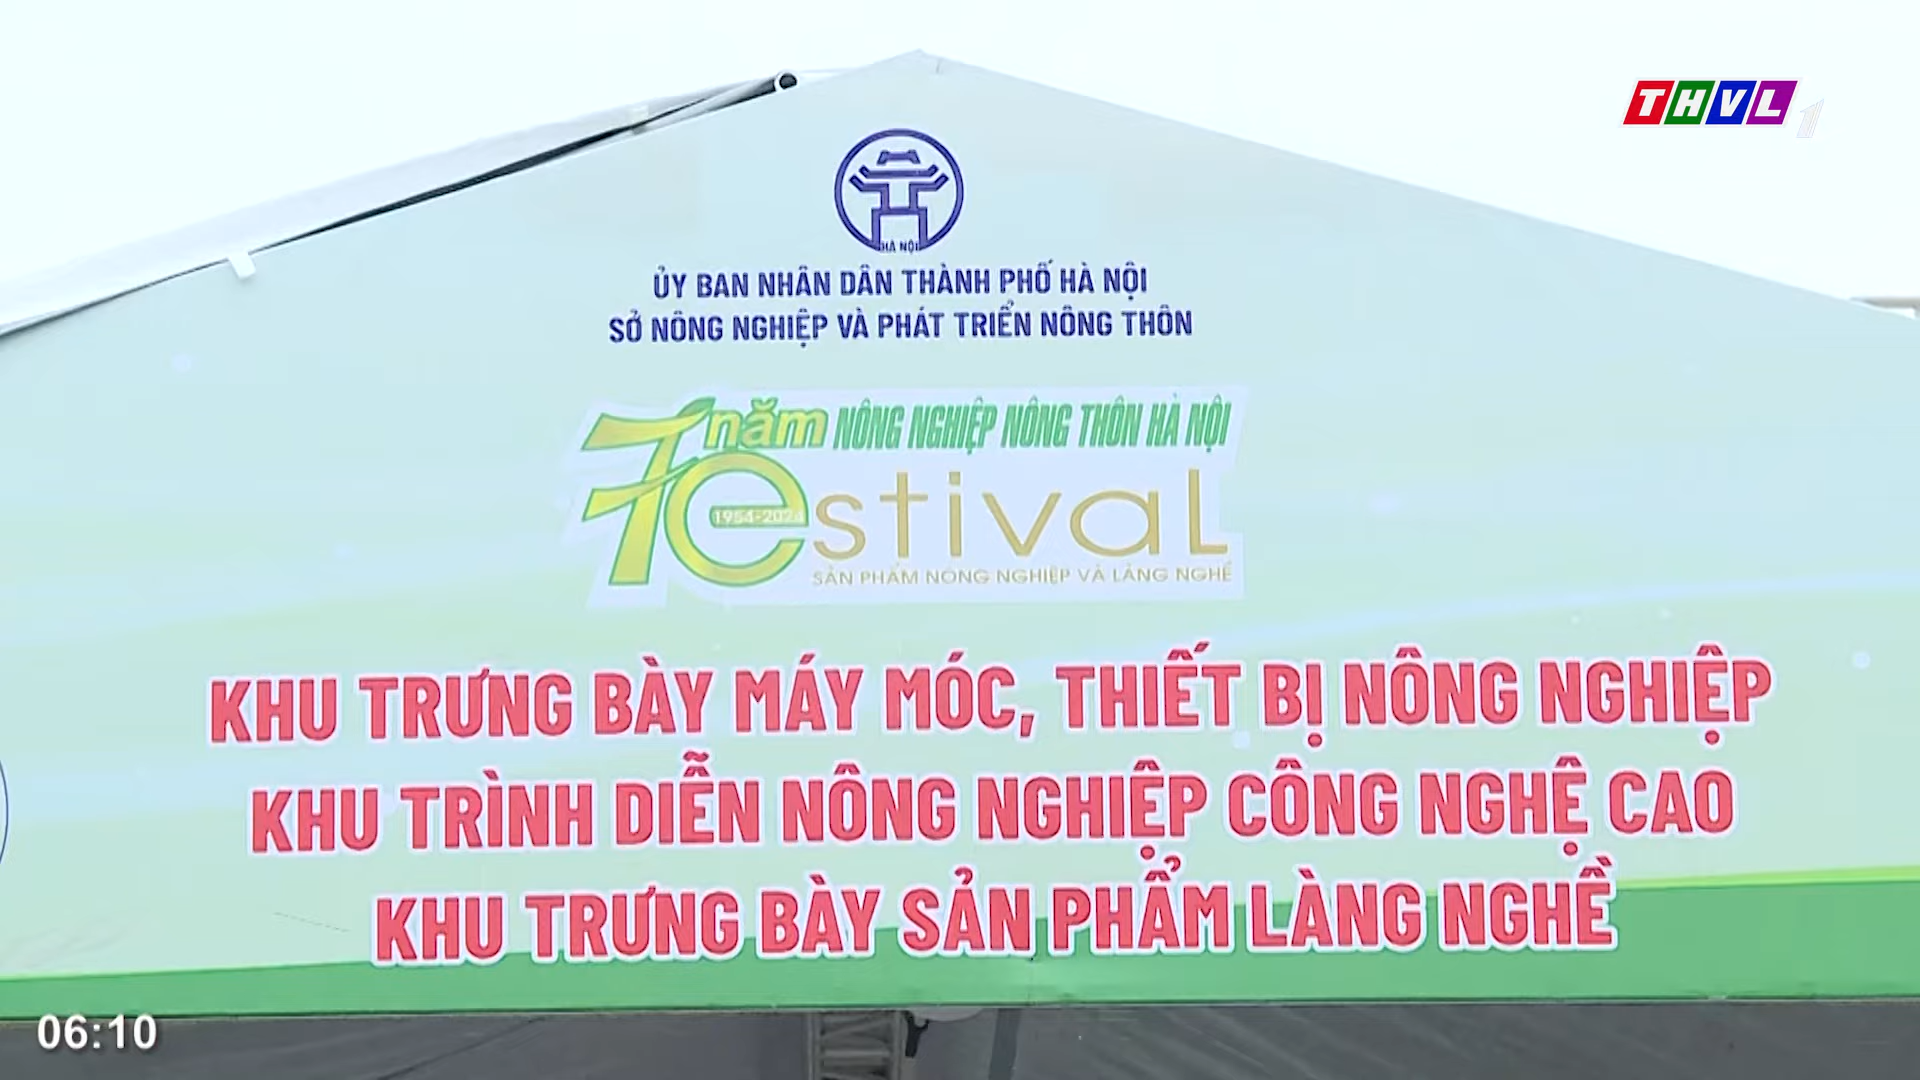 THVL 1
HÀ NỘI
ỦY BAN NHÂN DÂN THÀNH PHỐ HÀ NỘI
SỞ NÔNG NGHIỆP VÀ PHÁT TRIỂN NÔNG THÔN
70 năm NÔNG NGHIỆP NÔNG THÔN HÀ NỘI
1954-2024
Festival
SẢN PHẨM NÔNG NGHIỆP VÀ LÀNG NGHỀ
KHU TRƯNG BÀY MÁY MÓC, THIẾT BỊ NÔNG NGHIỆP
KHU TRÌNH DIỄN NÔNG NGHIỆP CÔNG NGHỆ CAO
KHU TRƯNG BÀY SẢN PHẨM LÀNG NGHỀ
06:10